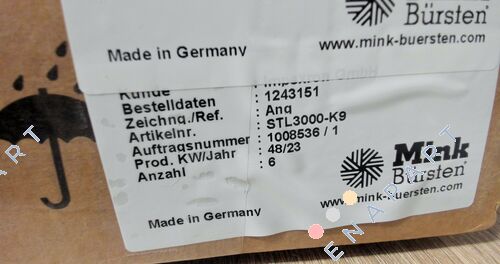 Bürsten®
Made in Germany
www.mink-buersten.com
Kunde :
Bestelldaten : 1243151
Zeichng./Ref. : Ang
Artikelnr. : STL3000-K9
Auftragsnummer : 1008536 / 1
Prod. KW/Jahr : 48/23
Anzahl : 6
Mink
Bürsten®
www.mink-buersten.com
Made in Germany
ENAPART